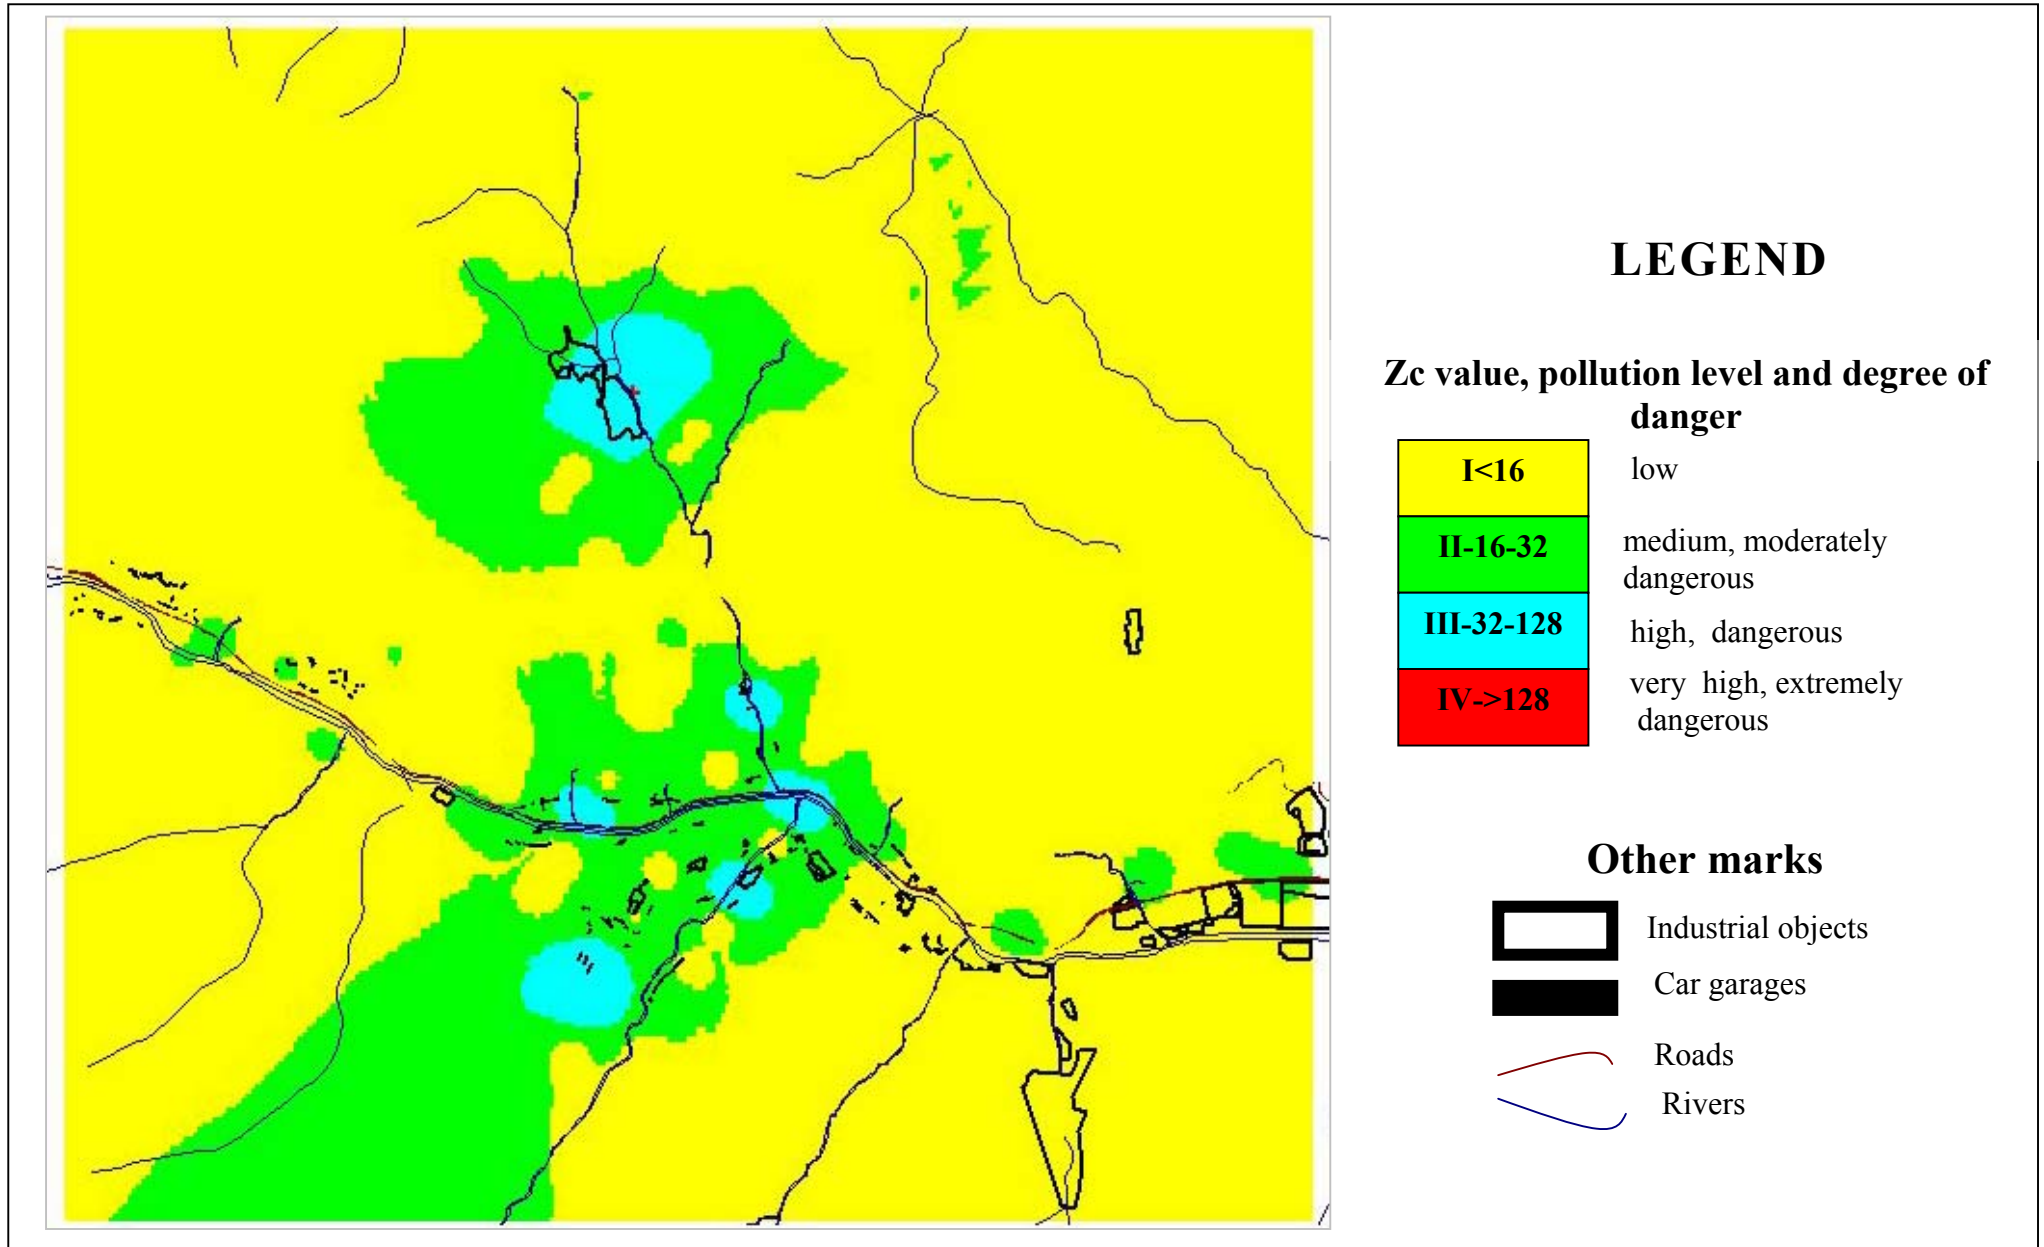 LEGEND
Zc value, pollution level and degree of
danger
I<16 low
II-16-32 medium, moderately
dangerous
III-32-128 high, dangerous
IV->128 very high, extremely
dangerous
Other marks
Industrial objects
Car garages
Roads
Rivers